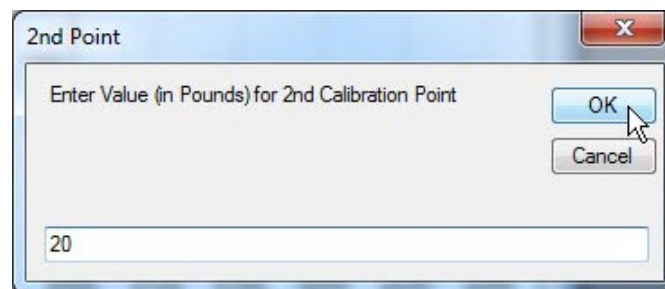 2nd Point
Enter Value (in Pounds) for 2nd Calibration Point
OK
Cancel
20